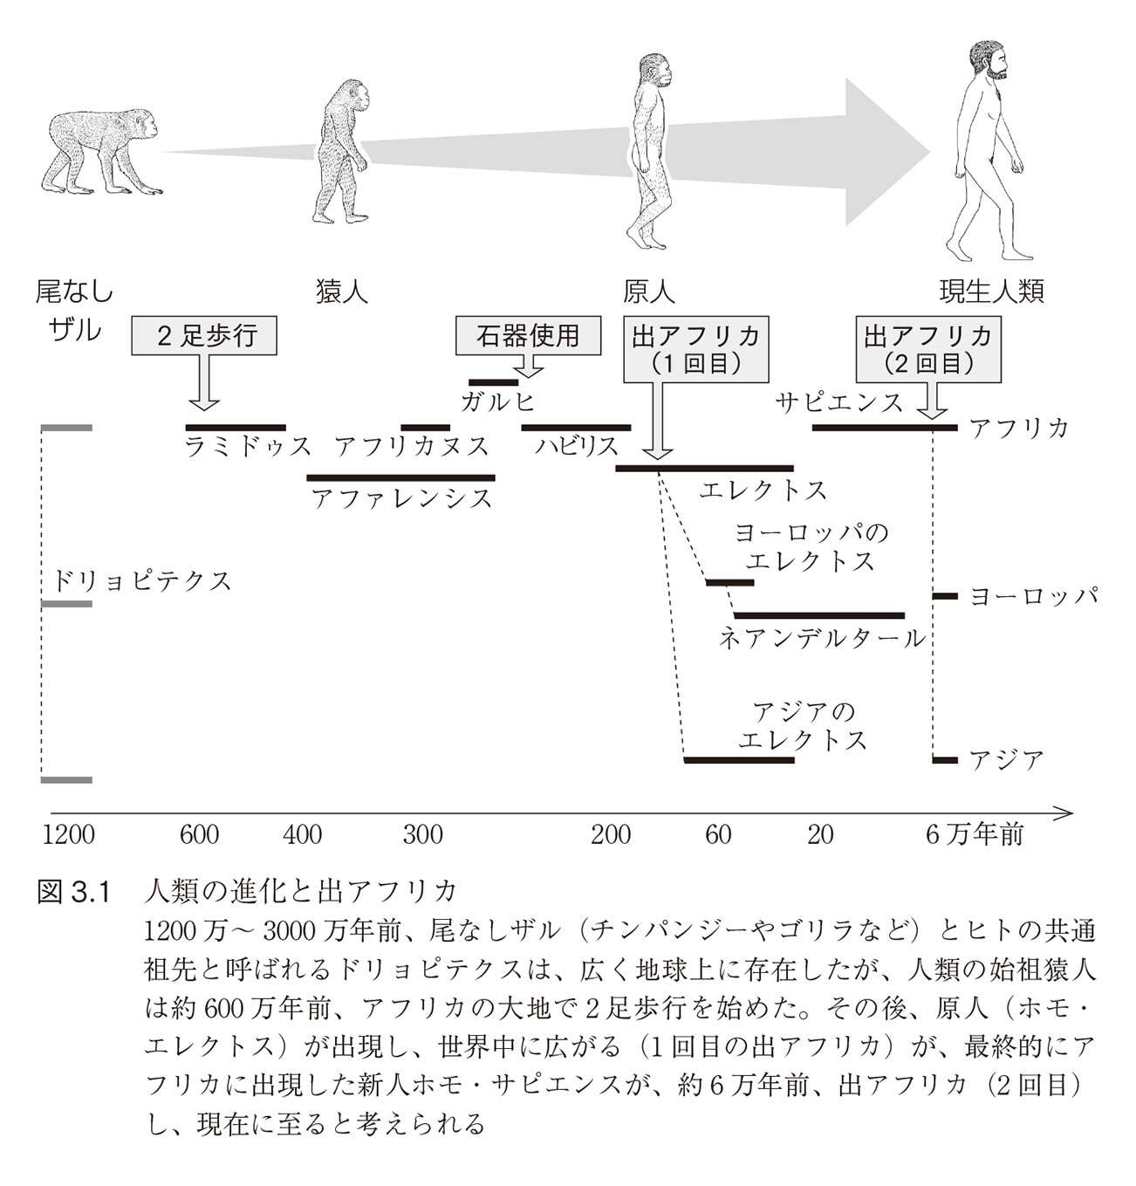 尾なし
ザル
猿人
原人
現生人類
2足歩行
石器使用
出アフリカ
(1回目)
出アフリカ
(2回目)
ガルヒ
サピエンス
アフリカ
ラミドゥス
アフリカヌス
ハビリス
アファレンシス
エレクトス
ヨーロッパの
エレクトス
ドリョピテクス
ヨーロッパ
ネアンデルタール
アジアの
エレクトス
アジア
1200 600 400 300 200 60 20 6万年前
図3.1 人類の進化と出アフリカ
1200万～3000万年前、尾なしザル（チンパンジーやゴリラなど）とヒトの共通
祖先と呼ばれるドリョピテクスは、広く地球上に存在したが、人類の始祖猿人
は約600万年前、アフリカの大地で2足歩行を始めた。その後、原人（ホモ・
エレクトス）が出現し、世界中に広がる（1回目の出アフリカ）が、最終的にア
フリカに出現した新人ホモ・サピエンスが、約6万年前、出アフリカ（2回目）
し、現在に至ると考えられる